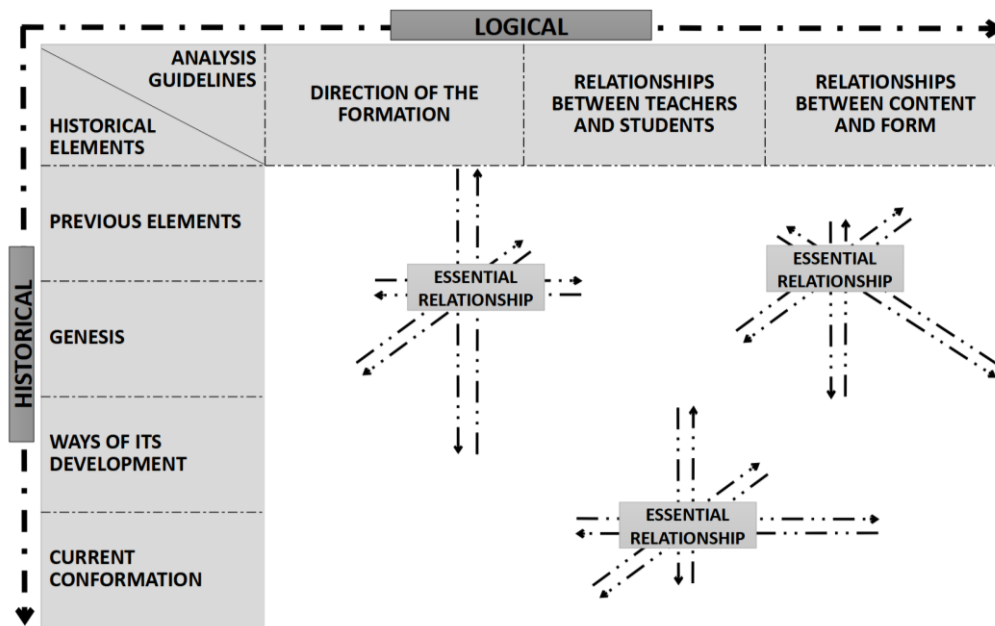 LOGICAL
ANALYSIS
GUIDELINES
HISTORICAL
ELEMENTS
DIRECTION OF THE
FORMATION
RELATIONSHIPS
BETWEEN TEACHERS
AND STUDENTS
RELATIONSHIPS
BETWEEN CONTENT
AND FORM
HISTORICAL
PREVIOUS ELEMENTS
GENESIS
WAYS OF ITS
DEVELOPMENT
CURRENT
CONFORMATION
ESSENTIAL
RELATIONSHIP
ESSENTIAL
RELATIONSHIP
ESSENTIAL
RELATIONSHIP